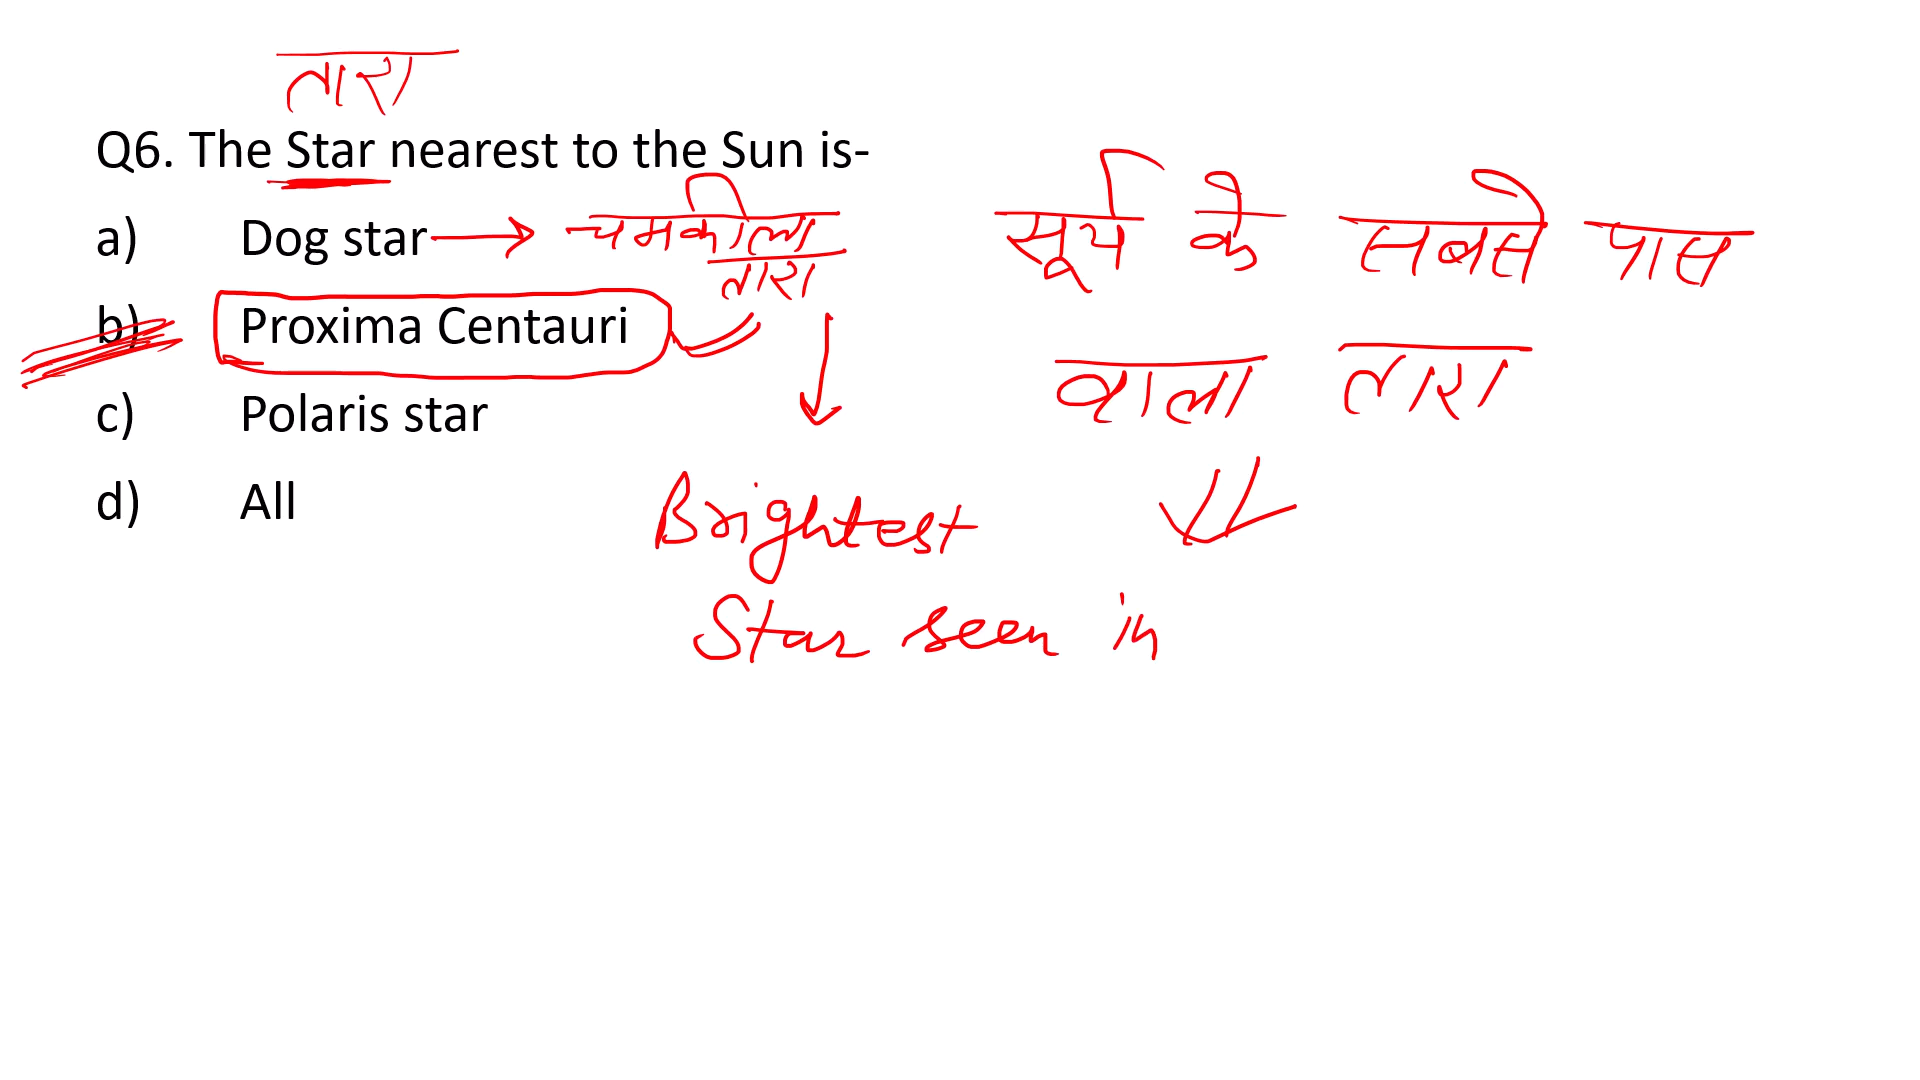 तारा
Q6. The Star nearest to the Sun is-
a) Dog star → चमकीला तारा
b) Proxima Centauri
c) Polaris star
d) All
सूर्य के सबसे पास
वाला तारा
Brightest
Star seen in